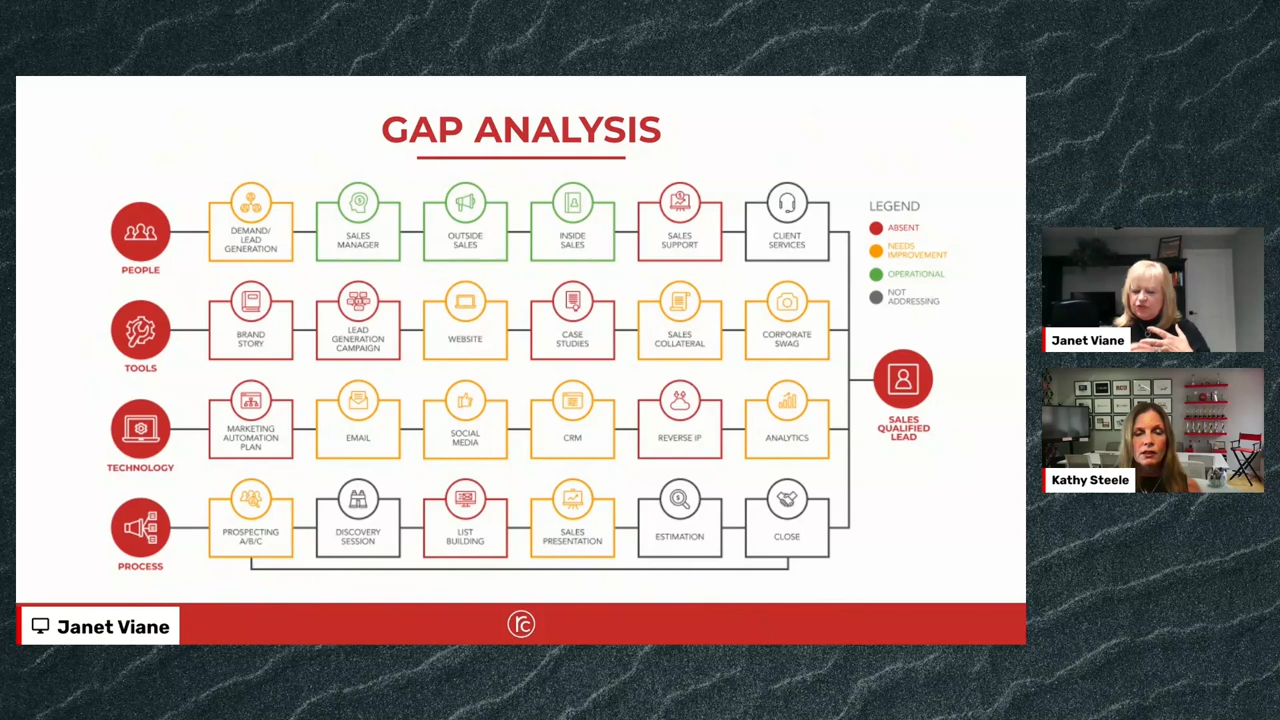 GAP ANALYSIS
PEOPLE
DEMAND/
LEAD
GENERATION
SALES
MANAGER
OUTSIDE
SALES
INSIDE
SALES
SALES
SUPPORT
CLIENT
SERVICES
LEGEND
ABSENT
NEEDS
IMPROVEMENT
OPERATIONAL
NOT
ADDRESSING
TOOLS
BRAND
STORY
LEAD
GENERATION
CAMPAIGN
WEBSITE
CASE
STUDIES
SALES
COLLATERAL
CORPORATE
SWAG
TECHNOLOGY
MARKETING
AUTOMATION
PLAN
EMAIL
SOCIAL
MEDIA
CRM
REVERSE IP
ANALYTICS
SALES
QUALIFIED
LEAD
PROCESS
PROSPECTING
A/B/C
DISCOVERY
SESSION
LIST
BUILDING
SALES
PRESENTATION
ESTIMATION
CLOSE
rc
Janet Viane
Janet Viane
Kathy Steele